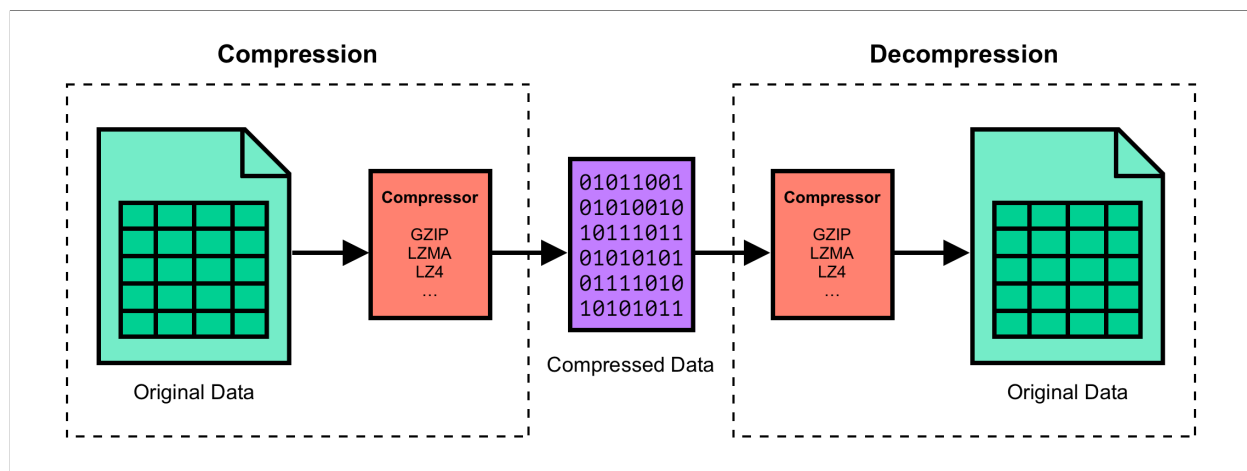 Compression
Decompression
Compressor
GZIP
LZMA
LZ4
...
Original Data
01011001
01010010
10111011
01010101
01111010
10101011
Compressed Data
Compressor
GZIP
LZMA
LZ4
...
Original Data